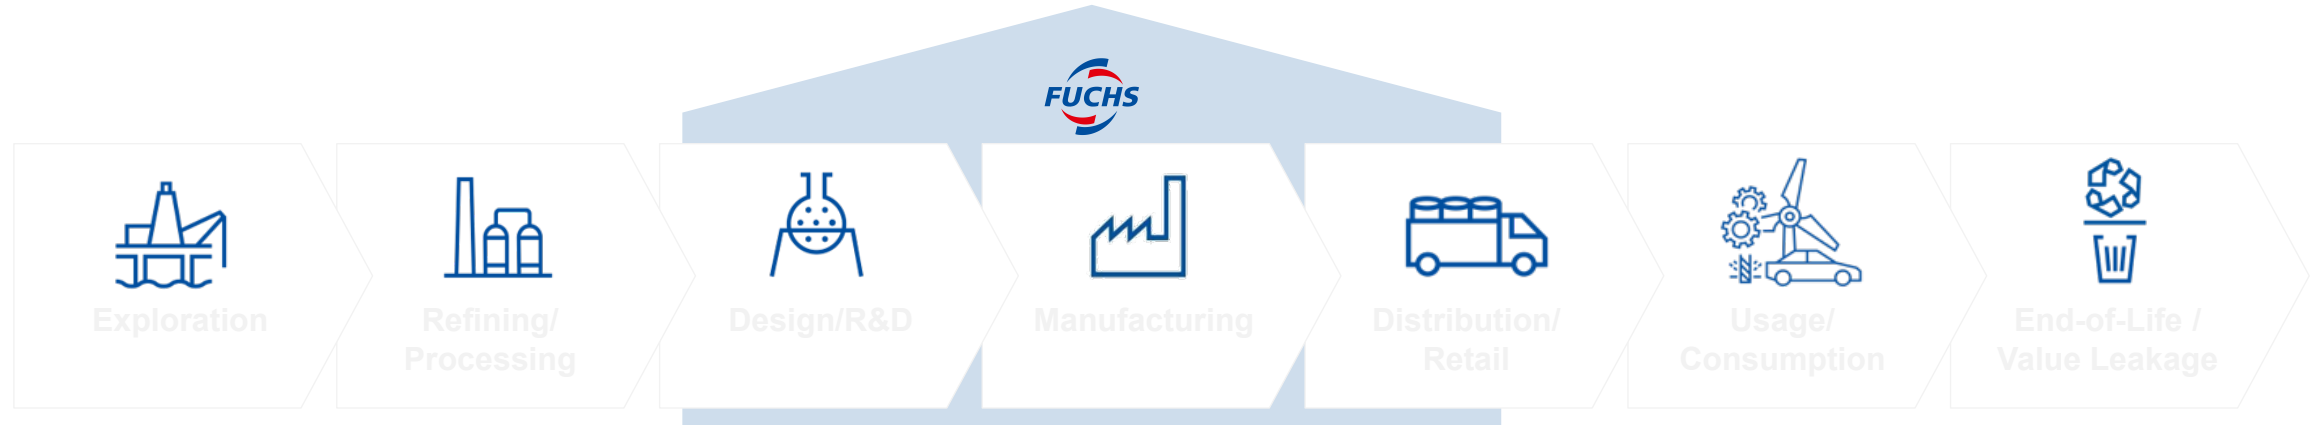 FUCHS
Exploration
Refining/
Processing
Design/R&D
Manufacturing
Distribution/
Retail
Usage/
Consumption
End-of-Life /
Value Leakage